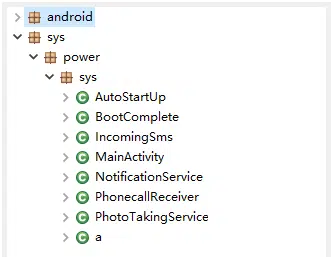 android
sys
power
sys
AutoStartUp
BootComplete
IncomingSms
MainActivity
NotificationService
PhonecallReceiver
PhotoTakingService
a